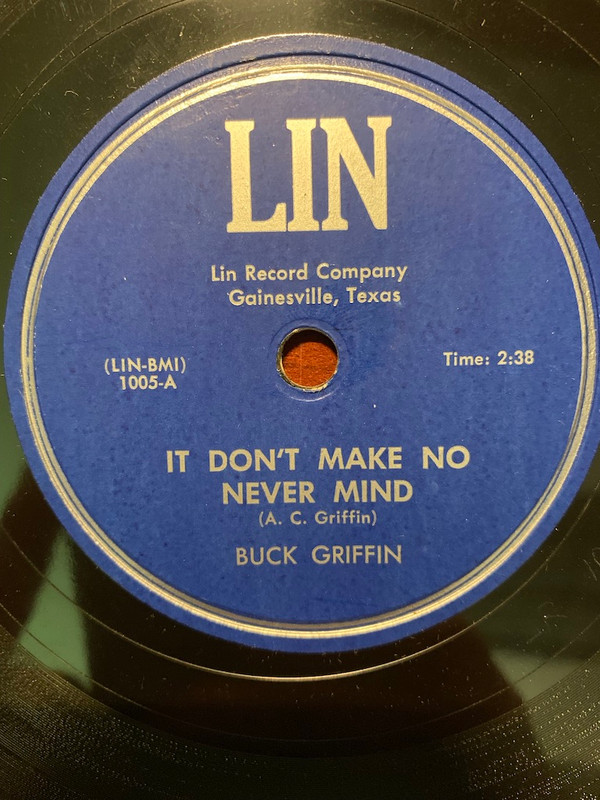 LIN
Lin Record Company
Gainesville, Texas
(LIN-BMI)
1005-A
Time: 2:38
IT DON'T MAKE NO
NEVER MIND
(A. C. Griffin)
BUCK GRIFFIN